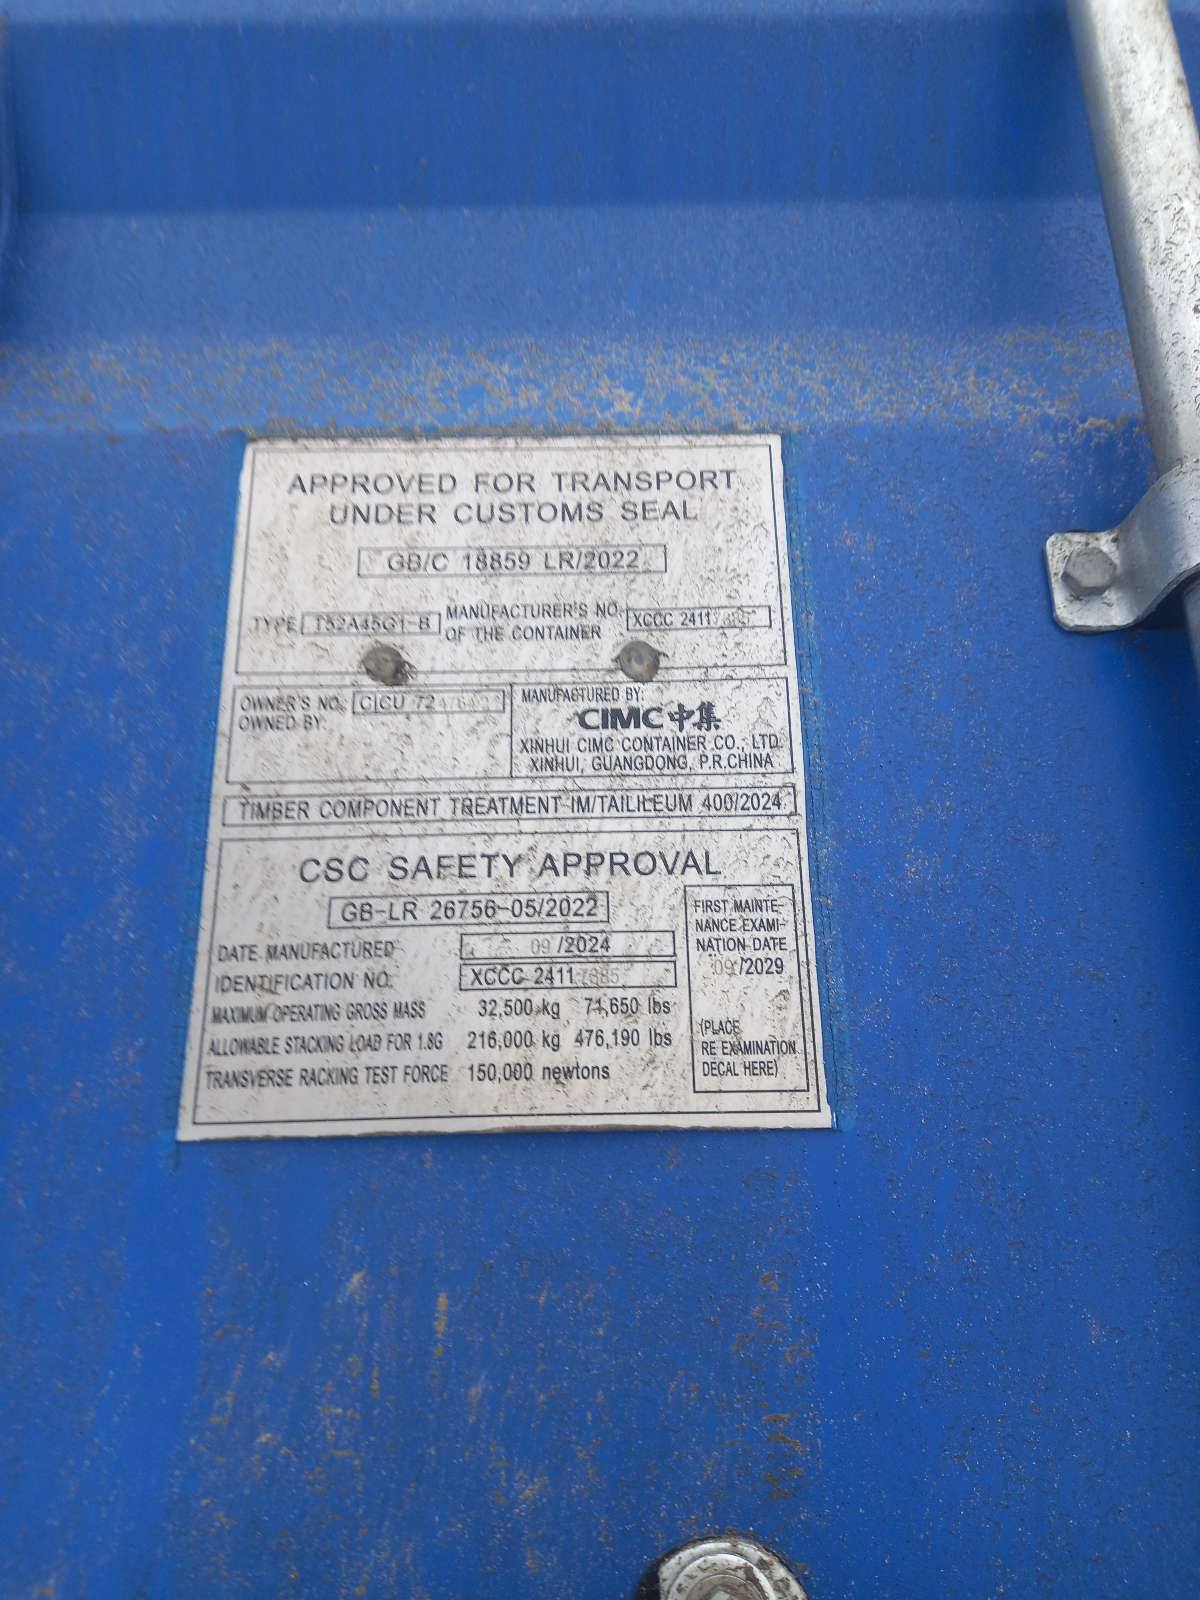 APPROVED FOR TRANSPORT
UNDER CUSTOMS SEAL
GB/C 18859 LR/2022
TYPE T52A45G1-B MANUFACTURER'S NO.
OF THE CONTAINER XCCC 2411
OWNER'S NO.
OWNED BY:
MANUFACTURED BY:
CIMC 中集
XINHUI CIMC CONTAINER CO., LTD.
XINHUI, GUANGDONG, P.R.CHINA
TIMBER COMPONENT TREATMENT IM/TAILILEUM 400/2024
CSC SAFETY APPROVAL
GB-LR 26756-05/2022
DATE MANUFACTURED 09/2024
IDENTIFICATION NO. XCCC 2411
MAXIMUM OPERATING GROSS MASS 32,500 kg 71,650 lbs
ALLOWABLE STACKING LOAD FOR 1.8G 216,000 kg 476,190 lbs
TRANSVERSE RACKING TEST FORCE 150,000 newtons
FIRST MAINTE-
NANCE EXAMI-
NATION DATE
09/2029
(PLACE
RE EXAMINATION
DECAL HERE)